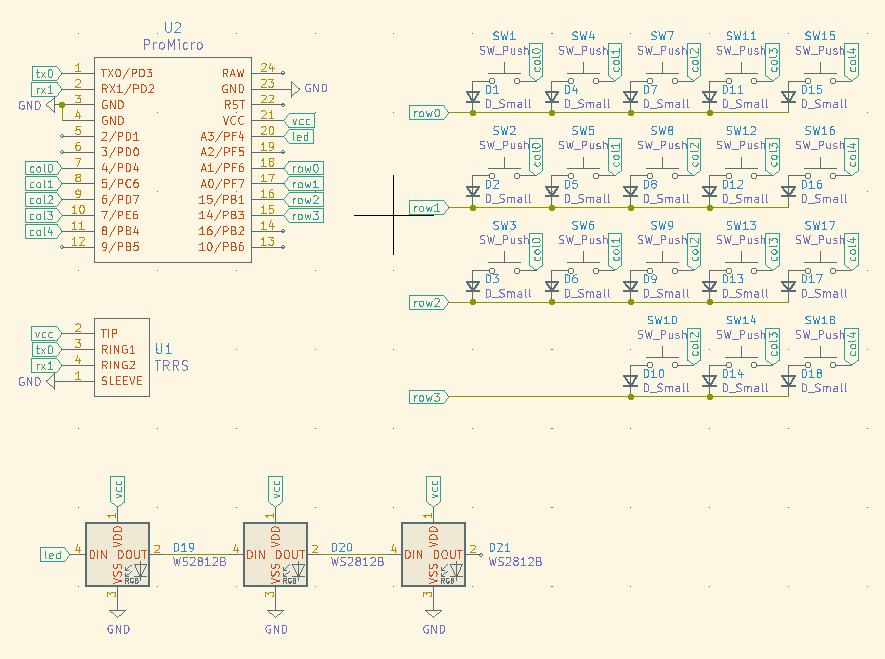 U2
ProMicro
tx0 1 TX0/PD3 RAW 24
rx1 2 RX1/PD2 GND 23 GND
GND 3 GND RST 22
4 GND VCC 21 vcc
5 2/PD1 A3/PF4 20 led
6 3/PD0 A2/PF5 19
col0 7 4/PD4 A1/PF6 18 row0
col1 8 5/PC6 A0/PF7 17 row1
col2 9 6/PD7 15/PB1 16 row2
col3 10 7/PE6 14/PB3 15 row3
col4 11 8/PB4 16/PB2 14
12 9/PB5 10/PB6 13
vcc 2 TIP
tx0 3 RING1
rx1 4 RING2
GND 1 SLEEVE
U1
TRRS
SW1 SW4 SW7 SW11 SW15
SW_Push SW_Push SW_Push SW_Push SW_Push
col0 col1 col2 col3 col4
D1 D4 D7 D11 D15
D_Small D_Small D_Small D_Small D_Small
row0
SW2 SW5 SW8 SW12 SW16
SW_Push SW_Push SW_Push SW_Push SW_Push
col0 col1 col2 col3 col4
D2 D5 D8 D12 D16
D_Small D_Small D_Small D_Small D_Small
row1
SW3 SW6 SW9 SW13 SW17
SW_Push SW_Push SW_Push SW_Push SW_Push
col0 col1 col2 col3 col4
D3 D6 D9 D13 D17
D_Small D_Small D_Small D_Small D_Small
row2
SW10 SW14 SW18
SW_Push SW_Push SW_Push
col2 col3 col4
D10 D14 D18
D_Small D_Small D_Small
row3
vcc vcc vcc
1 1 1
VDD VDD VDD
led 4 DIN DOUT 2 D19 4 DIN DOUT 2 D20 4 DIN DOUT 2 D21
WS2812B WS2812B WS2812B
VSS RGB VSS RGB VSS RGB
3 3 3
GND GND GND